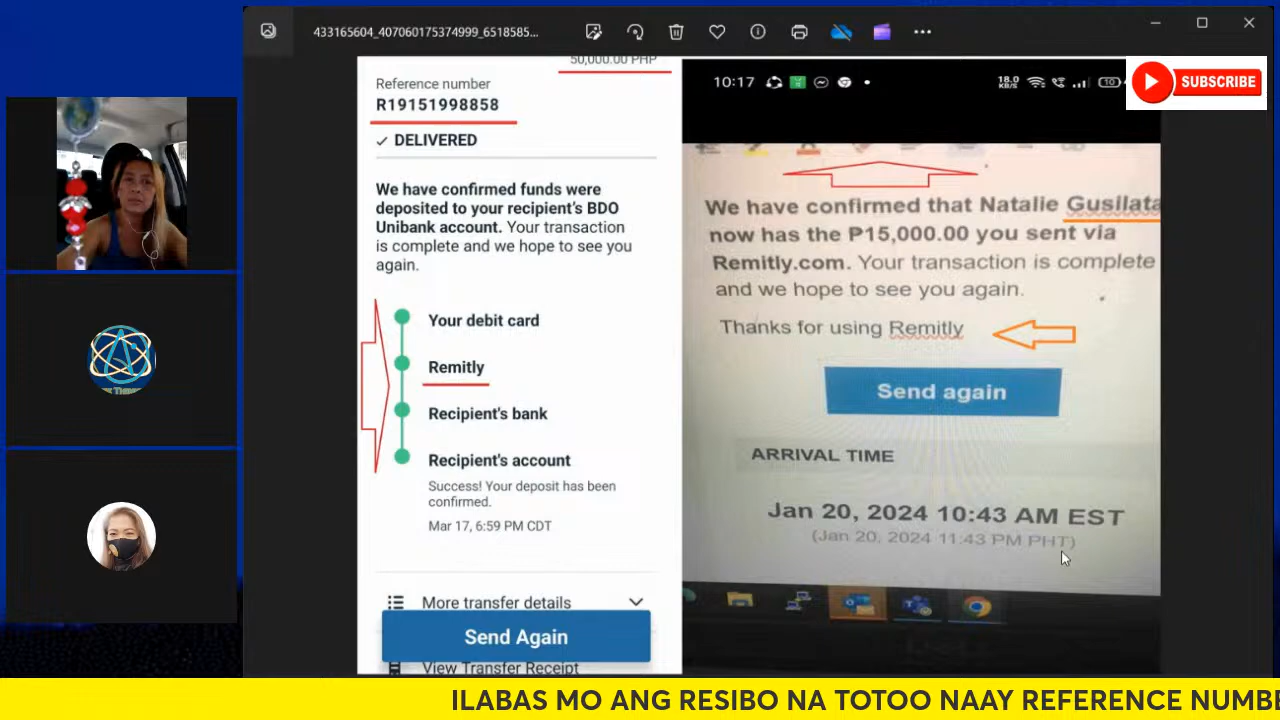 433165604_407060175374999_6518585...
50,000.00 PHP
Reference number
R19151998858
DELIVERED
We have confirmed funds were
deposited to your recipient's BDO
Unibank account. Your transaction
is complete and we hope to see you
again.
Your debit card
Remitly
Recipient's bank
Recipient's account
Success! Your deposit has been
confirmed.
Mar 17, 6:59 PM CDT
More transfer details
Send Again
View Transfer Receipt
10:17
18.0
KB/S
10
SUBSCRIBE
We have confirmed that Natalie Gusilata
now has the ₱15,000.00 you sent via
Remitly.com. Your transaction is complete
and we hope to see you again.
Thanks for using Remitly
Send again
ARRIVAL TIME
Jan 20, 2024 10:43 AM EST
(Jan 20, 2024 11:43 PM PHT)
ILABAS MO ANG RESIBO NA TOTOO NAAY REFERENCE NUMBE